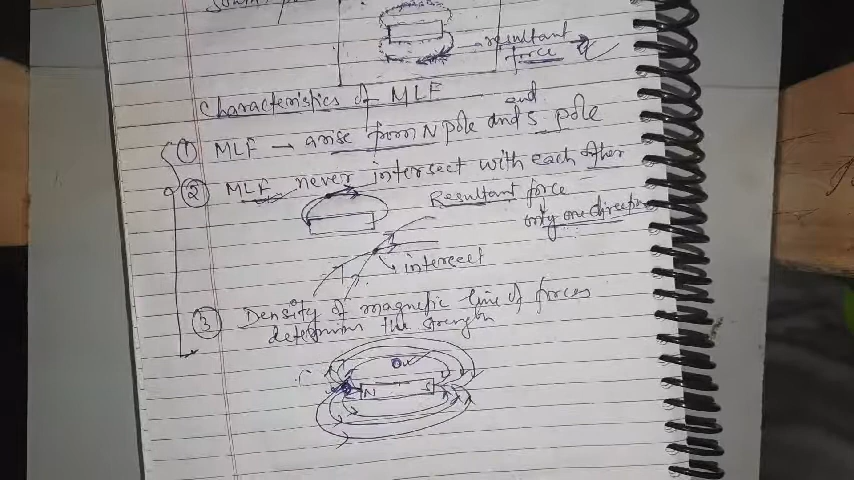 resultant
force
Characteristics of MLF
① MLF → arise from N pole and S pole
end
② MLF never intersect with each other
Resultant force
only one direction
intersect
③ Density of magnetic line of forces
determine the strength
N S